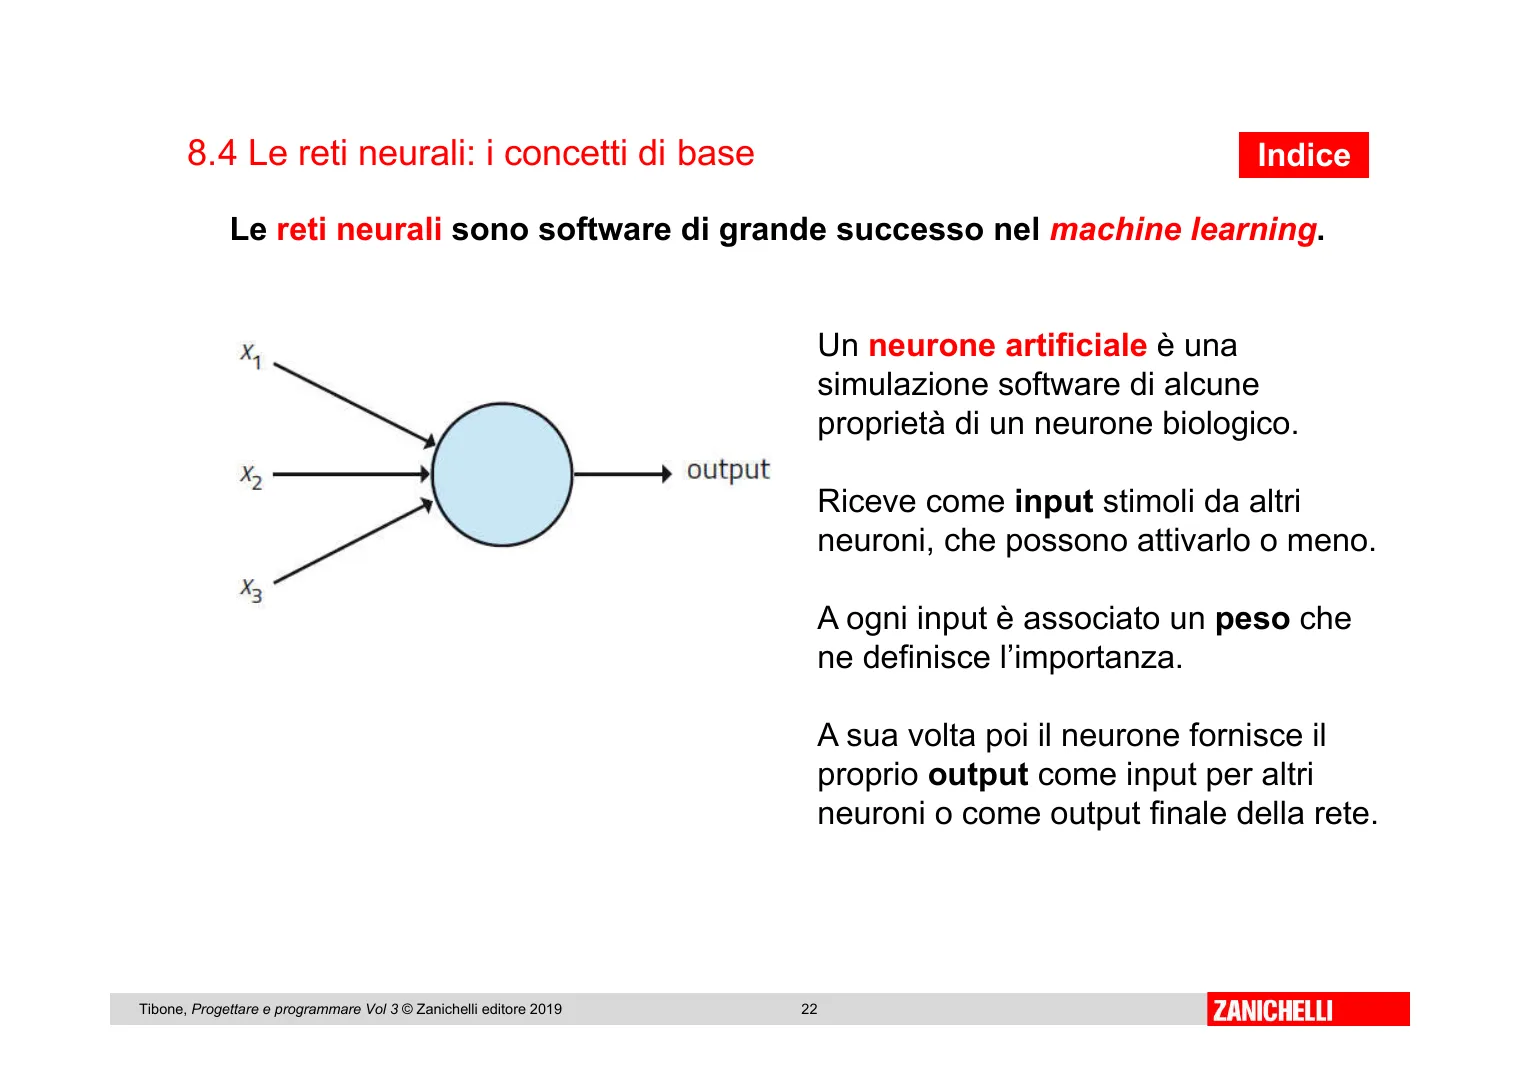 8.4 Le reti neurali: i concetti di base
Indice
Le reti neurali sono software di grande successo nel machine learning.
x1
x2
x3
output
Un neurone artificiale è una
simulazione software di alcune
proprietà di un neurone biologico.
Riceve come input stimoli da altri
neuroni, che possono attivarlo o meno.
A ogni input è associato un peso che
ne definisce l’importanza.
A sua volta poi il neurone fornisce il
proprio output come input per altri
neuroni o come output finale della rete.
Tibone, Progettare e programmare Vol 3 © Zanichelli editore 2019
22
ZANICHELLI